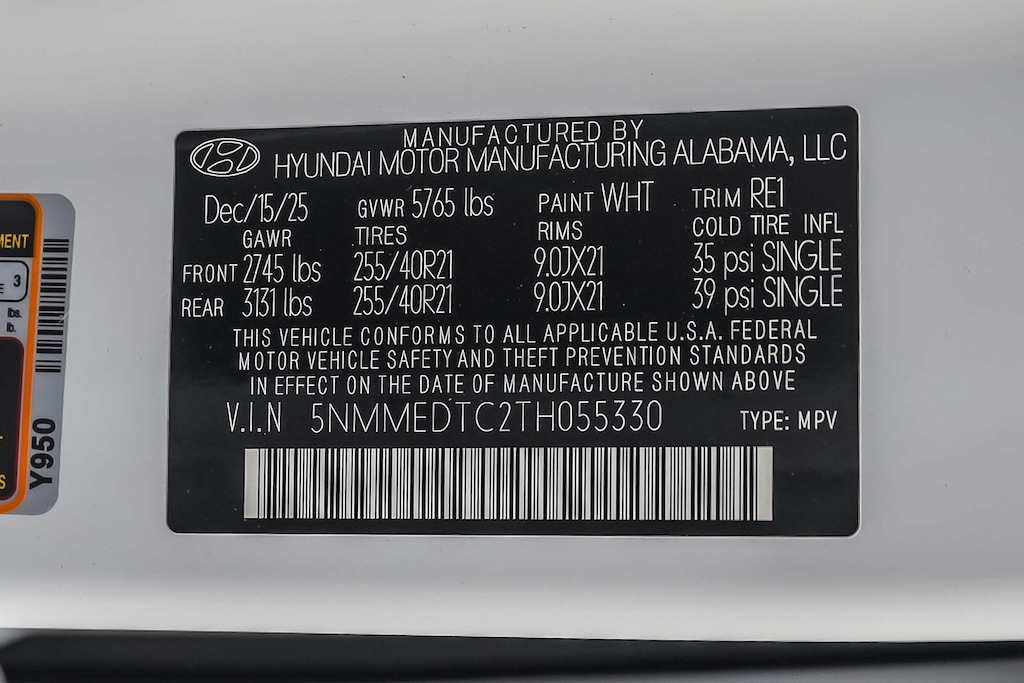 MANUFACTURED BY
HYUNDAI MOTOR MANUFACTURING ALABAMA, LLC
Dec/15/25 GVWR 5765 lbs PAINT WHT TRIM RE1
GAWR TIRES RIMS COLD TIRE INFL
FRONT 2745 lbs 255/40R21 9.0JX21 35 psi SINGLE
REAR 3131 lbs 255/40R21 9.0JX21 39 psi SINGLE
THIS VEHICLE CONFORMS TO ALL APPLICABLE U.S.A. FEDERAL
MOTOR VEHICLE SAFETY AND THEFT PREVENTION STANDARDS
IN EFFECT ON THE DATE OF MANUFACTURE SHOWN ABOVE
V.I.N 5NMMEDTC2TH055330 TYPE: MPV
3
lbs.
lb.
Y950